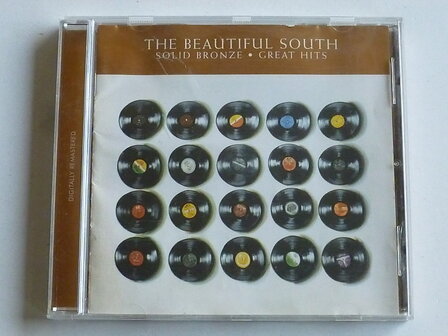 THE BEAUTIFUL SOUTH
SOLID BRONZE • GREAT HITS
DIGITALLY REMASTERED